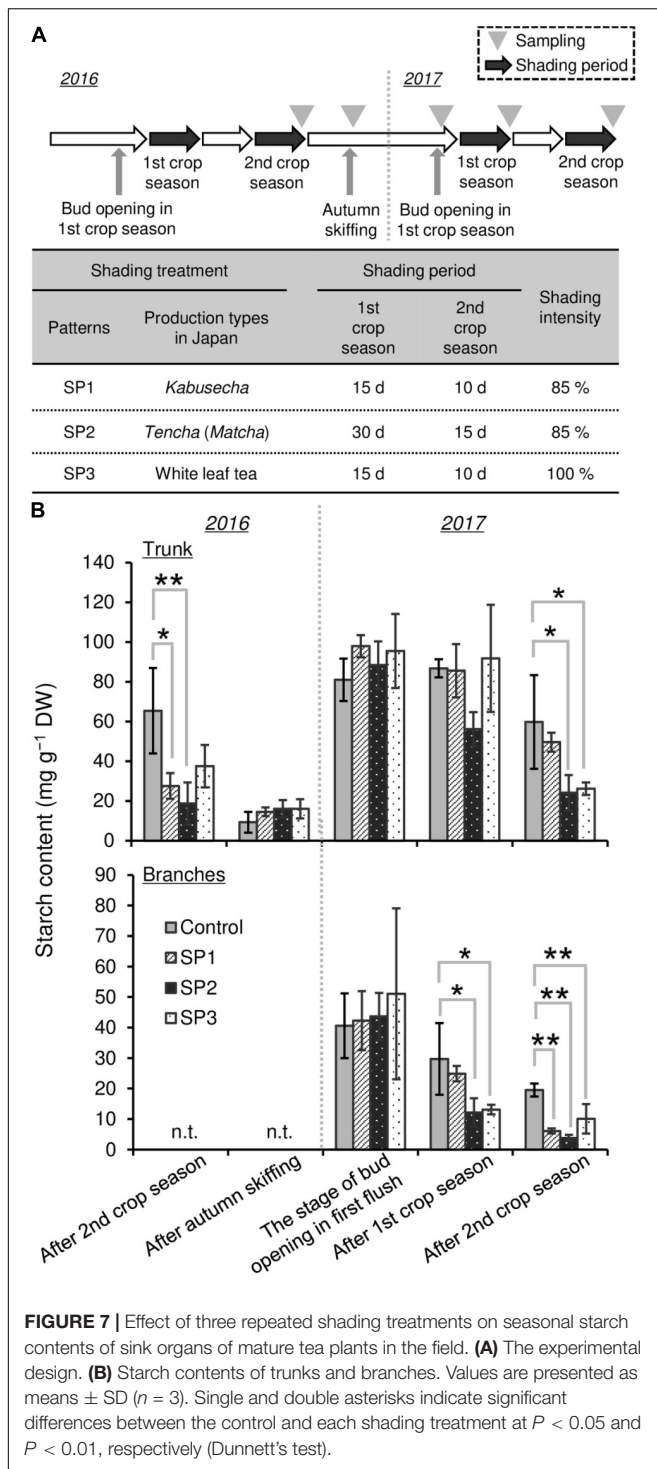 A
Sampling
Shading period
2016
2017
1st crop season
2nd crop season
1st crop season
2nd crop season
Bud opening in 1st crop season
Autumn skiffing
Bud opening in 1st crop season
Shading treatment
Shading period
Shading intensity
Patterns
Production types in Japan
1st crop season
2nd crop season
SP1 Kabusecha 15 d 10 d 85 %
SP2 Tencha (Matcha) 30 d 15 d 85 %
SP3 White leaf tea 15 d 10 d 100 %
B
2016
2017
Trunk
140
120
100
80
60
40
20
0
**
*
*
*
Starch content (mg g⁻¹ DW)
Branches
90
80
70
60
50
40
30
20
10
0
Control
SP1
SP2
SP3
n.t.
n.t.
*
*
**
**
**
After 2nd crop season
After autumn skiffing
The stage of bud
opening in first flush
After 1st crop season
After 2nd crop season
FIGURE 7 | Effect of three repeated shading treatments on seasonal starch
contents of sink organs of mature tea plants in the field. (A) The experimental
design. (B) Starch contents of trunks and branches. Values are presented as
means ± SD (n = 3). Single and double asterisks indicate significant
differences between the control and each shading treatment at P < 0.05 and
P < 0.01, respectively (Dunnett's test).